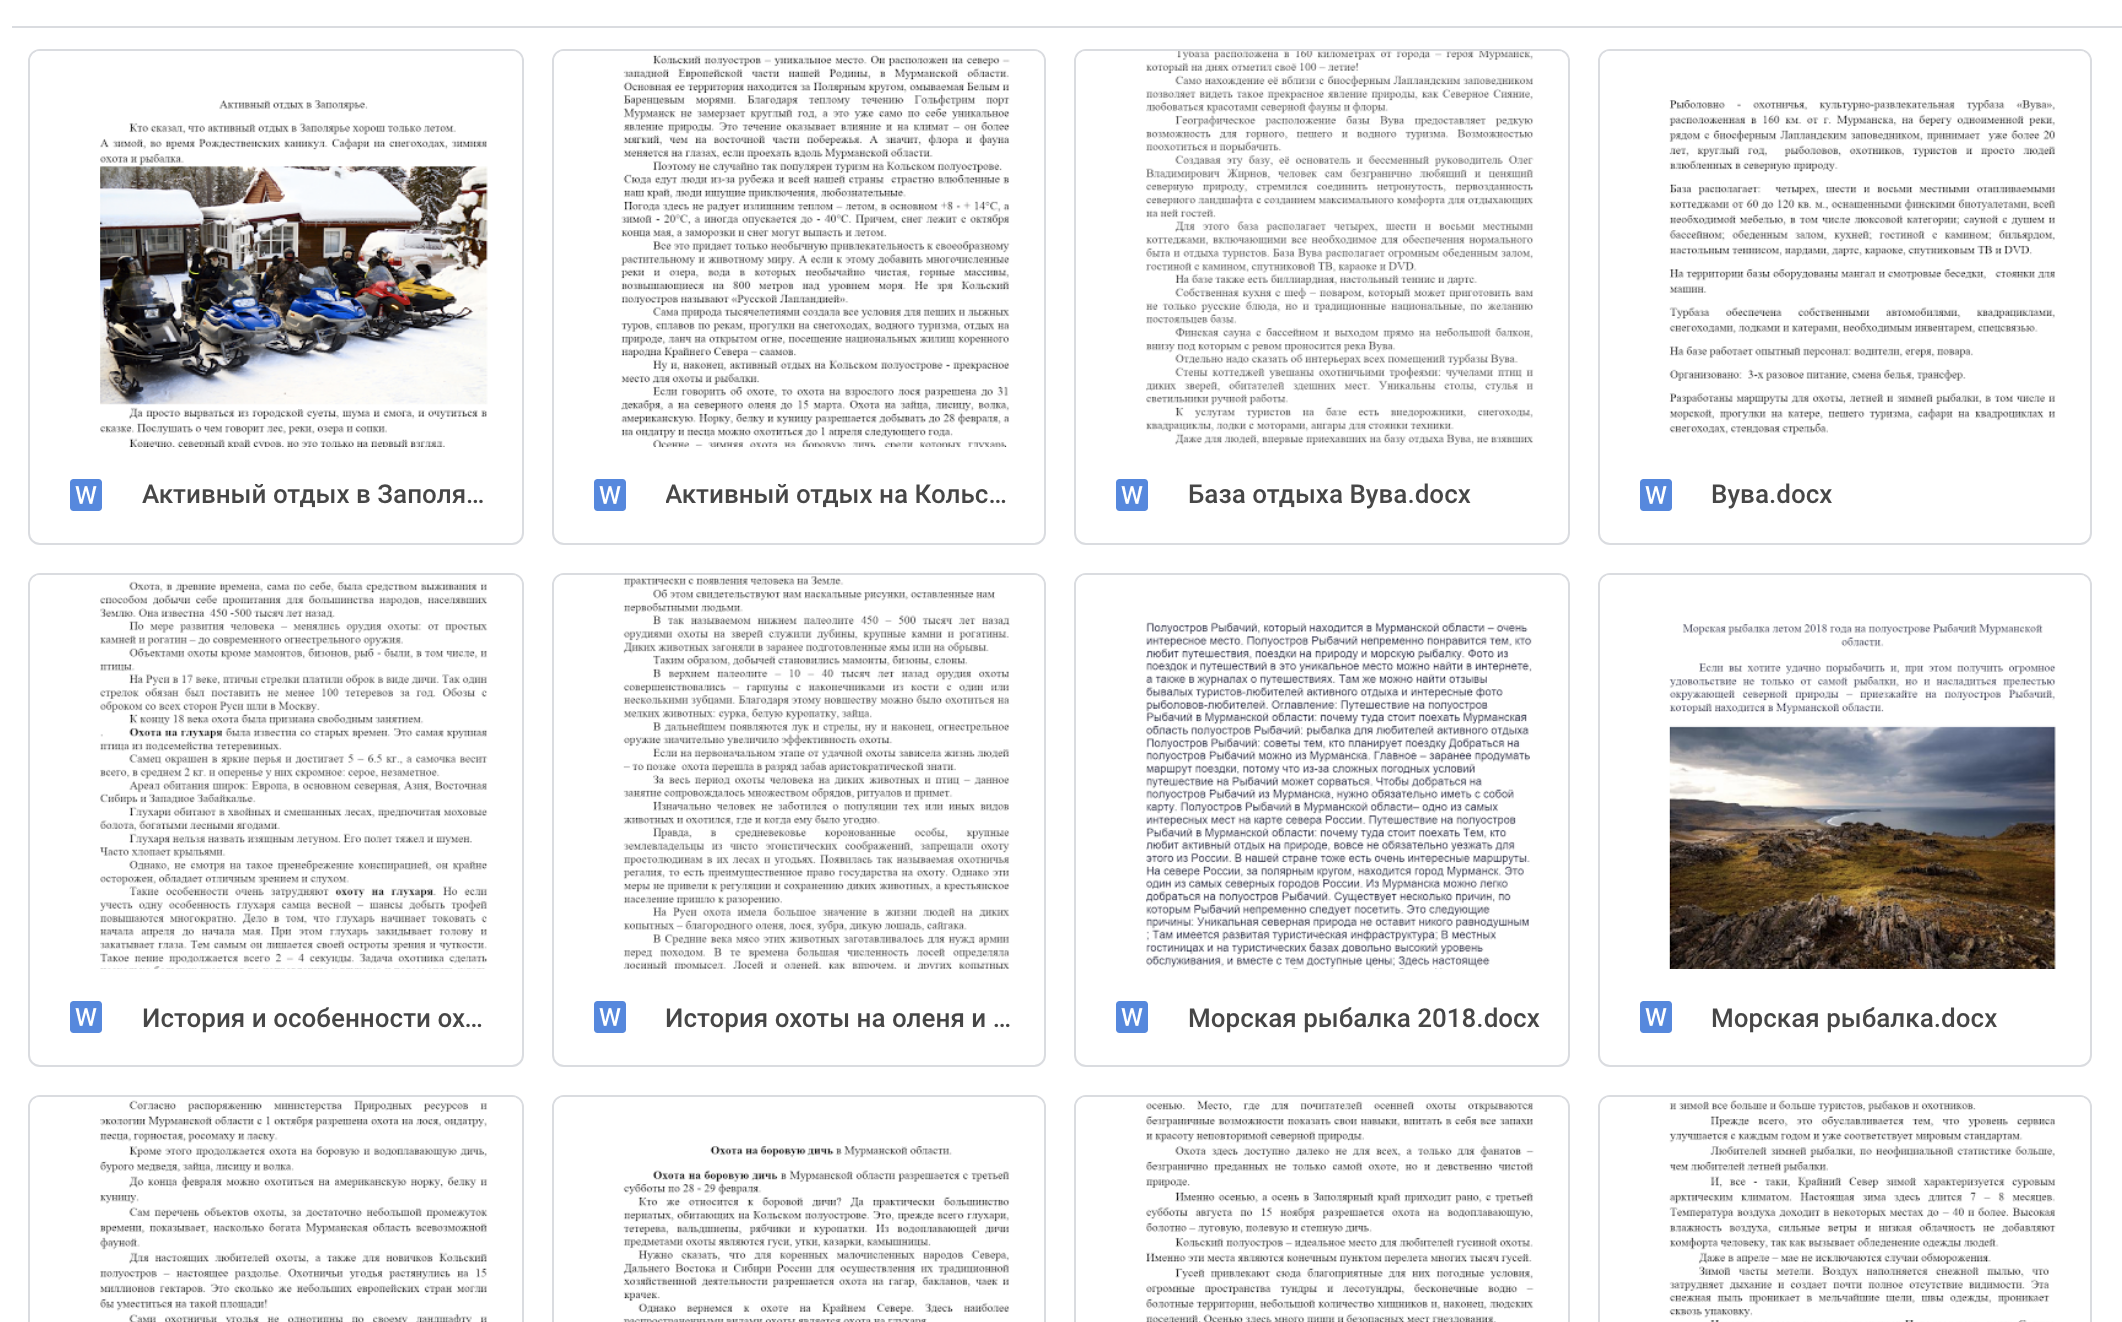 Активный отдых в Заполярье.
Кто сказал, что активный отдых в Заполярье хорош только летом.
А зимой, во время Рождественских каникул. Сафари на снегоходах, зимняя
охота и рыбалка.
Да просто вырваться из городской суеты, шума и смога, и очутиться в
сказке. Послушать о чем говорит лес, реки, озера и сопки.
Конечно, северный край суров, но это только на первый взгляд.
Активный отдых в Заполя...
Кольский полуостров – уникальное место. Он расположен на северо –
западной Европейской части нашей Родины, в Мурманской области.
Основная ее территория находится за Полярным кругом, омываемая Белым и
Баренцевым морями. Благодаря теплому течению Гольфстрим порт
Мурманск не замерзает круглый год, а это уже само по себе уникальное
явление природы. Это течение оказывает влияние и на климат – он более
мягкий, чем на восточной части побережья. А значит, флора и фауна
меняется на глазах, если проехать вдоль Мурманской области.
Поэтому не случайно так популярен туризм на Кольском полуострове.
Сюда едут люди из-за рубежа и всей нашей страны страстно влюбленные в
наш край, люди ищущие приключения, любознательные.
Погода здесь не радует излишним теплом – летом, в основном +8 - + 14°С, а
зимой - 20°С, а иногда опускается до - 40°С. Причем, снег лежит с октября
конца мая, а заморозки и снег могут выпасть и летом.
Все это придает только необычную привлекательность к своеобразному
растительному и животному миру. А если к этому добавить многочисленные
реки и озера, вода в которых необычайно чистая, горные массивы,
возвышающиеся на 800 метров над уровнем моря. Не зря Кольский
полуостров называют «Русской Лапландией».
Сама природа тысячелетиями создала все условия для пеших и лыжных
туров, сплавов по рекам, прогулки на снегоходах, водного туризма, отдых на
природе, ланч на открытом огне, посещение национальных жилищ коренного
народна Крайнего Севера – саамов.
Ну и, наконец, активный отдых на Кольском полуострове - прекрасное
место для охоты и рыбалки.
Если говорить об охоте, то охота на взрослого лося разрешена до 31
декабря, а на северного оленя до 15 марта. Охота на зайца, лисицу, волка,
американскую. Норку, белку и куницу разрешается добывать до 28 февраля, а
на ондатру и песца можно охотиться до 1 апреля следующего года.
Осенне – зимняя охота на боровую дичь, среди которых глухарь,
Активный отдых на Кольс...
Турбаза расположена в 160 километрах от города – героя Мурманск,
который на днях отметил своё 100 – летие!
Само нахождение её вблизи с биосферным Лапландским заповедником
позволяет видеть такое прекрасное явление природы, как Северное Сияние,
любоваться красотами северной фауны и флоры.
Географическое расположение базы Вува предоставляет редкую
возможность для горного, пешего и водного туризма. Возможностью
поохотиться и порыбачить.
Создавая эту базу, её основатель и бессменный руководитель Олег
Владимирович Жирнов, человек сам безгранично любящий и ценящий
северную природу, стремился соединить нетронутость, первозданность
северного ландшафта с созданием максимального комфорта для отдыхающих
на ней гостей.
Для этого база располагает четырех, шести и восьми местными
коттеджами, включающими все необходимое для обеспечения нормального
быта и отдыха туристов. База Вува располагает огромным обеденным залом,
гостиной с камином, спутниковой ТВ, караоке и DVD.
На базе также есть биллиардная, настольный теннис и дартс.
Собственная кухня с шеф – поваром, который может приготовить вам
не только русские блюда, но и традиционные национальные, по желанию
постояльцев базы.
Финская сауна с бассейном и выходом прямо на небольшой балкон,
внизу под которым с ревом проносится река Вува.
Отдельно надо сказать об интерьерах всех помещений турбазы Вува.
Стены коттеджей увешаны охотничьими трофеями: чучелами птиц и
диких зверей, обитателей здешних мест. Уникальны столы, стулья и
светильники ручной работы.
К услугам туристов на базе есть внедорожники, снегоходы,
квадрациклы, лодки с моторами, ангары для стоянки техники.
Даже для людей, впервые приехавших на базу отдыха Вува, не взявших
База отдыха Вува.docx
Рыболовно - охотничья, культурно-развлекательная турбаза «Вува»,
расположенная в 160 км. от г. Мурманска, на берегу одноименной реки,
рядом с биосферным Лапландским заповедником, принимает уже более 20
лет, круглый год, рыболовов, охотников, туристов и просто людей
влюбленных в северную природу.
База располагает: четырех, шести и восьми местными отапливаемыми
коттеджами от 60 до 120 кв. м., оснащенными финскими биотуалетами, всей
необходимой мебелью, в том числе люксовой категории; сауной с душем и
бассейном; обеденным залом, кухней; гостиной с камином; бильярдом,
настольным теннисом, нардами, дартс, караоке, спутниковым ТВ и DVD.
На территории базы оборудованы мангал и смотровые беседки, стоянки для
машин.
Турбаза обеспечена собственными автомобилями, квадрациклами,
снегоходами, лодками и катерами, необходимым инвентарем, спецсвязью.
На базе работает опытный персонал: водители, егеря, повара.
Организовано: 3-х разовое питание, смена белья, трансфер.
Разработаны маршруты для охоты, летней и зимней рыбалки, в том числе и
морской, прогулки на катере, пешего туризма, сафари на квадроциклах и
снегоходах, стендовая стрельба.
Вува.docx
Охота, в древние времена, сама по себе, была средством выживания и
способом добычи себе пропитания для большинства народов, населявших
Землю. Она известна 450 -500 тысяч лет назад.
По мере развития человека – менялись орудия охоты: от простых
камней и рогатин – до современного огнестрельного оружия.
Объектами охоты кроме мамонтов, бизонов, рыб - были, в том числе, и
птицы.
На Руси в 17 веке, птичьи стрелки платили оброк в виде дичи. Так один
стрелок обязан был поставить не менее 100 тетеревов за год. Обозы с
оброком со всех сторон Руси шли в Москву.
К концу 18 века охота была признана свободным занятием.
. Охота на глухаря была известна со старых времен. Это самая крупная
птица из подсемейства тетеревиных.
Самец окрашен в яркие перья и достигает 5 – 6.5 кг., а самочка весит
всего, в среднем 2 кг. и оперенье у них скромное: серое, незаметное.
Ареал обитания широк: Европа, в основном северная, Азия, Восточная
Сибирь и Западное Забайкалье.
Глухари обитают в хвойных и смешанных лесах, предпочитая моховые
болота, богатыми лесными ягодами.
Глухаря нельзя назвать изящным летуном. Его полет тяжел и шумен.
Часто хлопает крыльями.
Однако, не смотря на такое пренебрежение конспирацией, он крайне
осторожен, обладает отличным зрением и слухом.
Такие особенности очень затрудняют охоту на глухаря. Но если
учесть одну особенность глухаря самца весной – шансы добыть трофей
повышаются многократно. Дело в том, что глухарь начинает токовать с
начала апреля до начала мая. При этом глухарь закидывает голову и
закатывает глаза. Тем самым он лишается своей остроты зрения и чуткости.
Такое пение продолжается всего 2 – 4 секунды. Задача охотника сделать
История и особенности ох...
практически с появления человека на Земле.
Об этом свидетельствуют нам наскальные рисунки, оставленные нам
первобытными людьми.
В так называемом нижнем палеолите 450 – 500 тысяч лет назад
орудиями охоты на зверей служили дубины, крупные камни и рогатины.
Диких животных загоняли в заранее подготовленные ямы или на обрывы.
Таким образом, добычей становились мамонты, бизоны, слоны.
В верхнем палеолите – 10 – 40 тысяч лет назад орудия охоты
совершенствовались – гарпуны с наконечниками из кости с один или
несколькими зубцами. Благодаря этому новшеству можно было охотиться на
мелких животных: сурка, белую куропатку, зайца.
В дальнейшем появляются лук и стрелы, ну и наконец, огнестрельное
оружие значительно увеличило эффективность охоты.
Если на первоначальном этапе от удачной охоты зависела жизнь людей
– то позже охота перешла в разряд забав аристократической знати.
За весь период охоты человека на диких животных и птиц – данное
занятие сопровождалось множеством обрядов, ритуалов и примет.
Изначально человек не заботился о популяции тех или иных видов
животных и охотился, где и когда ему было угодно.
Правда, в средневековье коронованные особы, крупные
землевладельцы из чисто эгоистических соображений, запрещали охоту
простолюдинам в их лесах и угодьях. Появилась так называемая охотничья
регалия, то есть преимущественное право государства на охоту. Однако эти
меры не привели к регуляции и сохранению диких животных, а крестьянское
население пришло к разорению.
На Руси охота имела большое значение в жизни людей на диких
копытных – благородного оленя, лося, зубра, дикую лошадь, сайгака.
В Средние века мясо этих животных заготавливалось для нужд армии
перед походом. В те времена большая численность лосей определяла
лосиный промысел. Лосей и оленей, как впрочем, и других копытных
История охоты на оленя и ...
Полуостров Рыбачий, который находится в Мурманской области – очень
интересное место. Полуостров Рыбачий непременно понравится тем, кто
любит путешествия, поездки на природу и морскую рыбалку. Фото из
поездок и путешествий в это уникальное место можно найти в интернете,
а также в журналах о путешествиях. Там же можно найти отзывы
бывалых туристов-любителей активного отдыха и интересные фото
рыболовов-любителей. Оглавление: Путешествие на полуостров
Рыбачий в Мурманской области: почему туда стоит поехать Мурманская
область полуостров Рыбачий: рыбалка для любителей активного отдыха
Полуостров Рыбачий: советы тем, кто планирует поездку Добраться на
полуостров Рыбачий можно из Мурманска. Главное – заранее продумать
маршрут поездки, потому что из-за сложных погодных условий
путешествие на Рыбачий может сорваться. Чтобы добраться на
полуостров Рыбачий из Мурманска, нужно обязательно иметь с собой
карту. Полуостров Рыбачий в Мурманской области– одно из самых
интересных мест на карте севера России. Путешествие на полуостров
Рыбачий в Мурманской области: почему туда стоит поехать Тем, кто
любит активный отдых на природе, вовсе не обязательно уезжать для
этого из России. В нашей стране тоже есть очень интересные маршруты.
На севере России, за полярным кругом, находится город Мурманск. Это
один из самых северных городов России. Из Мурманска можно легко
добраться на полуостров Рыбачий. Существует несколько причин, по
которым Рыбачий непременно следует посетить. Это следующие
причины: Уникальная северная природа не оставит никого равнодушным
; Там имеется развитая туристическая инфраструктура; В местных
гостиницах и на туристических базах довольно высокий уровень
обслуживания, и вместе с тем доступные цены; Здесь настоящее
Морская рыбалка 2018.docx
Морская рыбалка летом 2018 года на полуострове Рыбачий Мурманской
области.
Если вы хотите удачно порыбачить и, при этом получить огромное
удовольствие не только от самой рыбалки, но и насладиться прелестью
окружающей северной природы – приезжайте на полуостров Рыбачий,
который находится в Мурманской области.
Морская рыбалка.docx
Согласно распоряжению министерства Природных ресурсов и
экологии Мурманской области с 1 октября разрешена охота на лося, ондатру,
песца, горностая, росомаху и ласку.
Кроме этого продолжается охота на боровую и водоплавающую дичь,
бурого медведя, зайца, лисицу и волка.
До конца февраля можно охотиться на американскую норку, белку и
куницу.
Сам перечень объектов охоты, за достаточно небольшой промежуток
времени, показывает, насколько богата Мурманская область всевозможной
фауной.
Для настоящих любителей охоты, а также для новичков Кольский
полуостров – настоящее раздолье. Охотничьи угодья растянулись на 15
миллионов гектаров. Это сколько же небольших европейских стран могли
бы уместиться на такой площади!
Сами охотничьи угодья не однотипны по своему ландшафту и
Охота на боровую дичь в Мурманской области.
Охота на боровую дичь в Мурманской области разрешается с третьей
субботы по 28 - 29 февраля.
Кто же относится к боровой дичи? Да практически большинство
пернатых, обитающих на Кольском полуострове. Это, прежде всего глухари,
тетерева, вальдшнепы, рябчики и куропатки. Из водоплавающей дичи
предметами охоты являются гуси, утки, казарки, камышницы.
Нужно сказать, что для коренных малочисленных народов Севера,
Дальнего Востока и Сибири России для осуществления их традиционной
хозяйственной деятельности разрешается охота на гагар, бакланов, чаек и
крачек.
Однако вернемся к охоте на Крайнем Севере. Здесь наиболее
распространенными видами охоты является охота на глухаря.
осенью. Место, где для почитателей осенней охоты открываются
безграничные возможности показать свои навыки, впитать в себя все запахи
и красоту неповторимой северной природы.
Охота здесь доступно далеко не для всех, а только для фанатов –
безгранично преданных не только самой охоте, но и девственно чистой
природе.
Именно осенью, а осень в Заполярный край приходит рано, с третьей
субботы августа по 15 ноября разрешается охота на водоплавающую,
болотно – луговую, полевую и степную дичь.
Кольский полуостров – идеальное место для любителей гусиной охоты.
Именно эти места являются конечным пунктом перелета многих тысяч гусей.
Гусей привлекают сюда благоприятные для них погодные условия,
огромные пространства тундры и лесотундры, бесконечные водно –
болотные территории, небольшое количество хищников и, наконец, людских
поселений. Осенью здесь много пищи и безопасных мест гнездования.
и зимой все больше и больше туристов, рыбаков и охотников.
Прежде всего, это обуславливается тем, что уровень сервиса
улучшается с каждым годом и уже соответствует мировым стандартам.
Любителей зимней рыбалки, по неофициальной статистике больше,
чем любителей летней рыбалки.
И, все - таки, Крайний Север зимой характеризуется суровым
арктическим климатом. Настоящая зима здесь длится 7 – 8 месяцев.
Температура воздуха доходит в некоторых местах до – 40 и более. Высокая
влажность воздуха, сильные ветры и низкая облачность не добавляют
комфорта человеку, так как вызывает обледенение одежды людей.
Даже в апреле – мае не исключаются случаи обморожения.
Зимой часты метели. Воздух наполняется снежной пылью, что
затрудняет дыхание и создает почти полное отсутствие видимости. Эта
снежная пыль проникает в мельчайшие щели, швы одежды, проникает
сквозь упаковку.